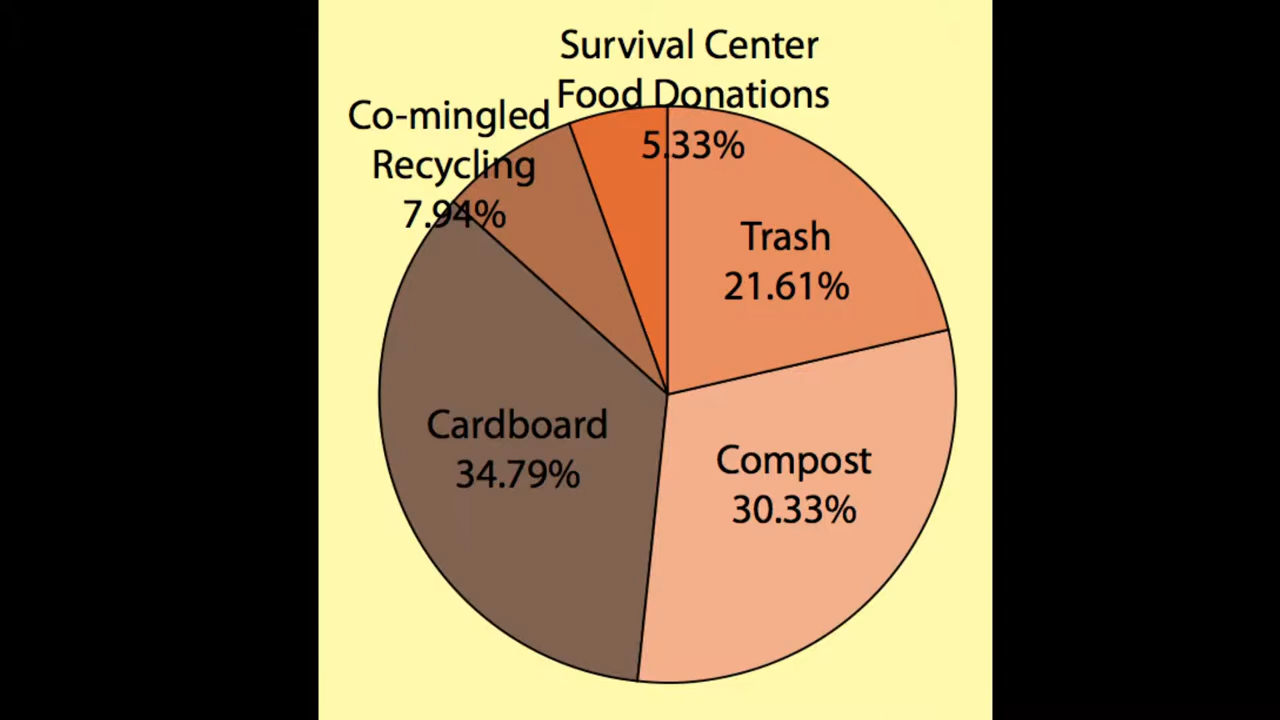 Survival Center
Food Donations
5.33%
Co-mingled
Recycling
7.94%
Trash
21.61%
Cardboard
34.79%
Compost
30.33%